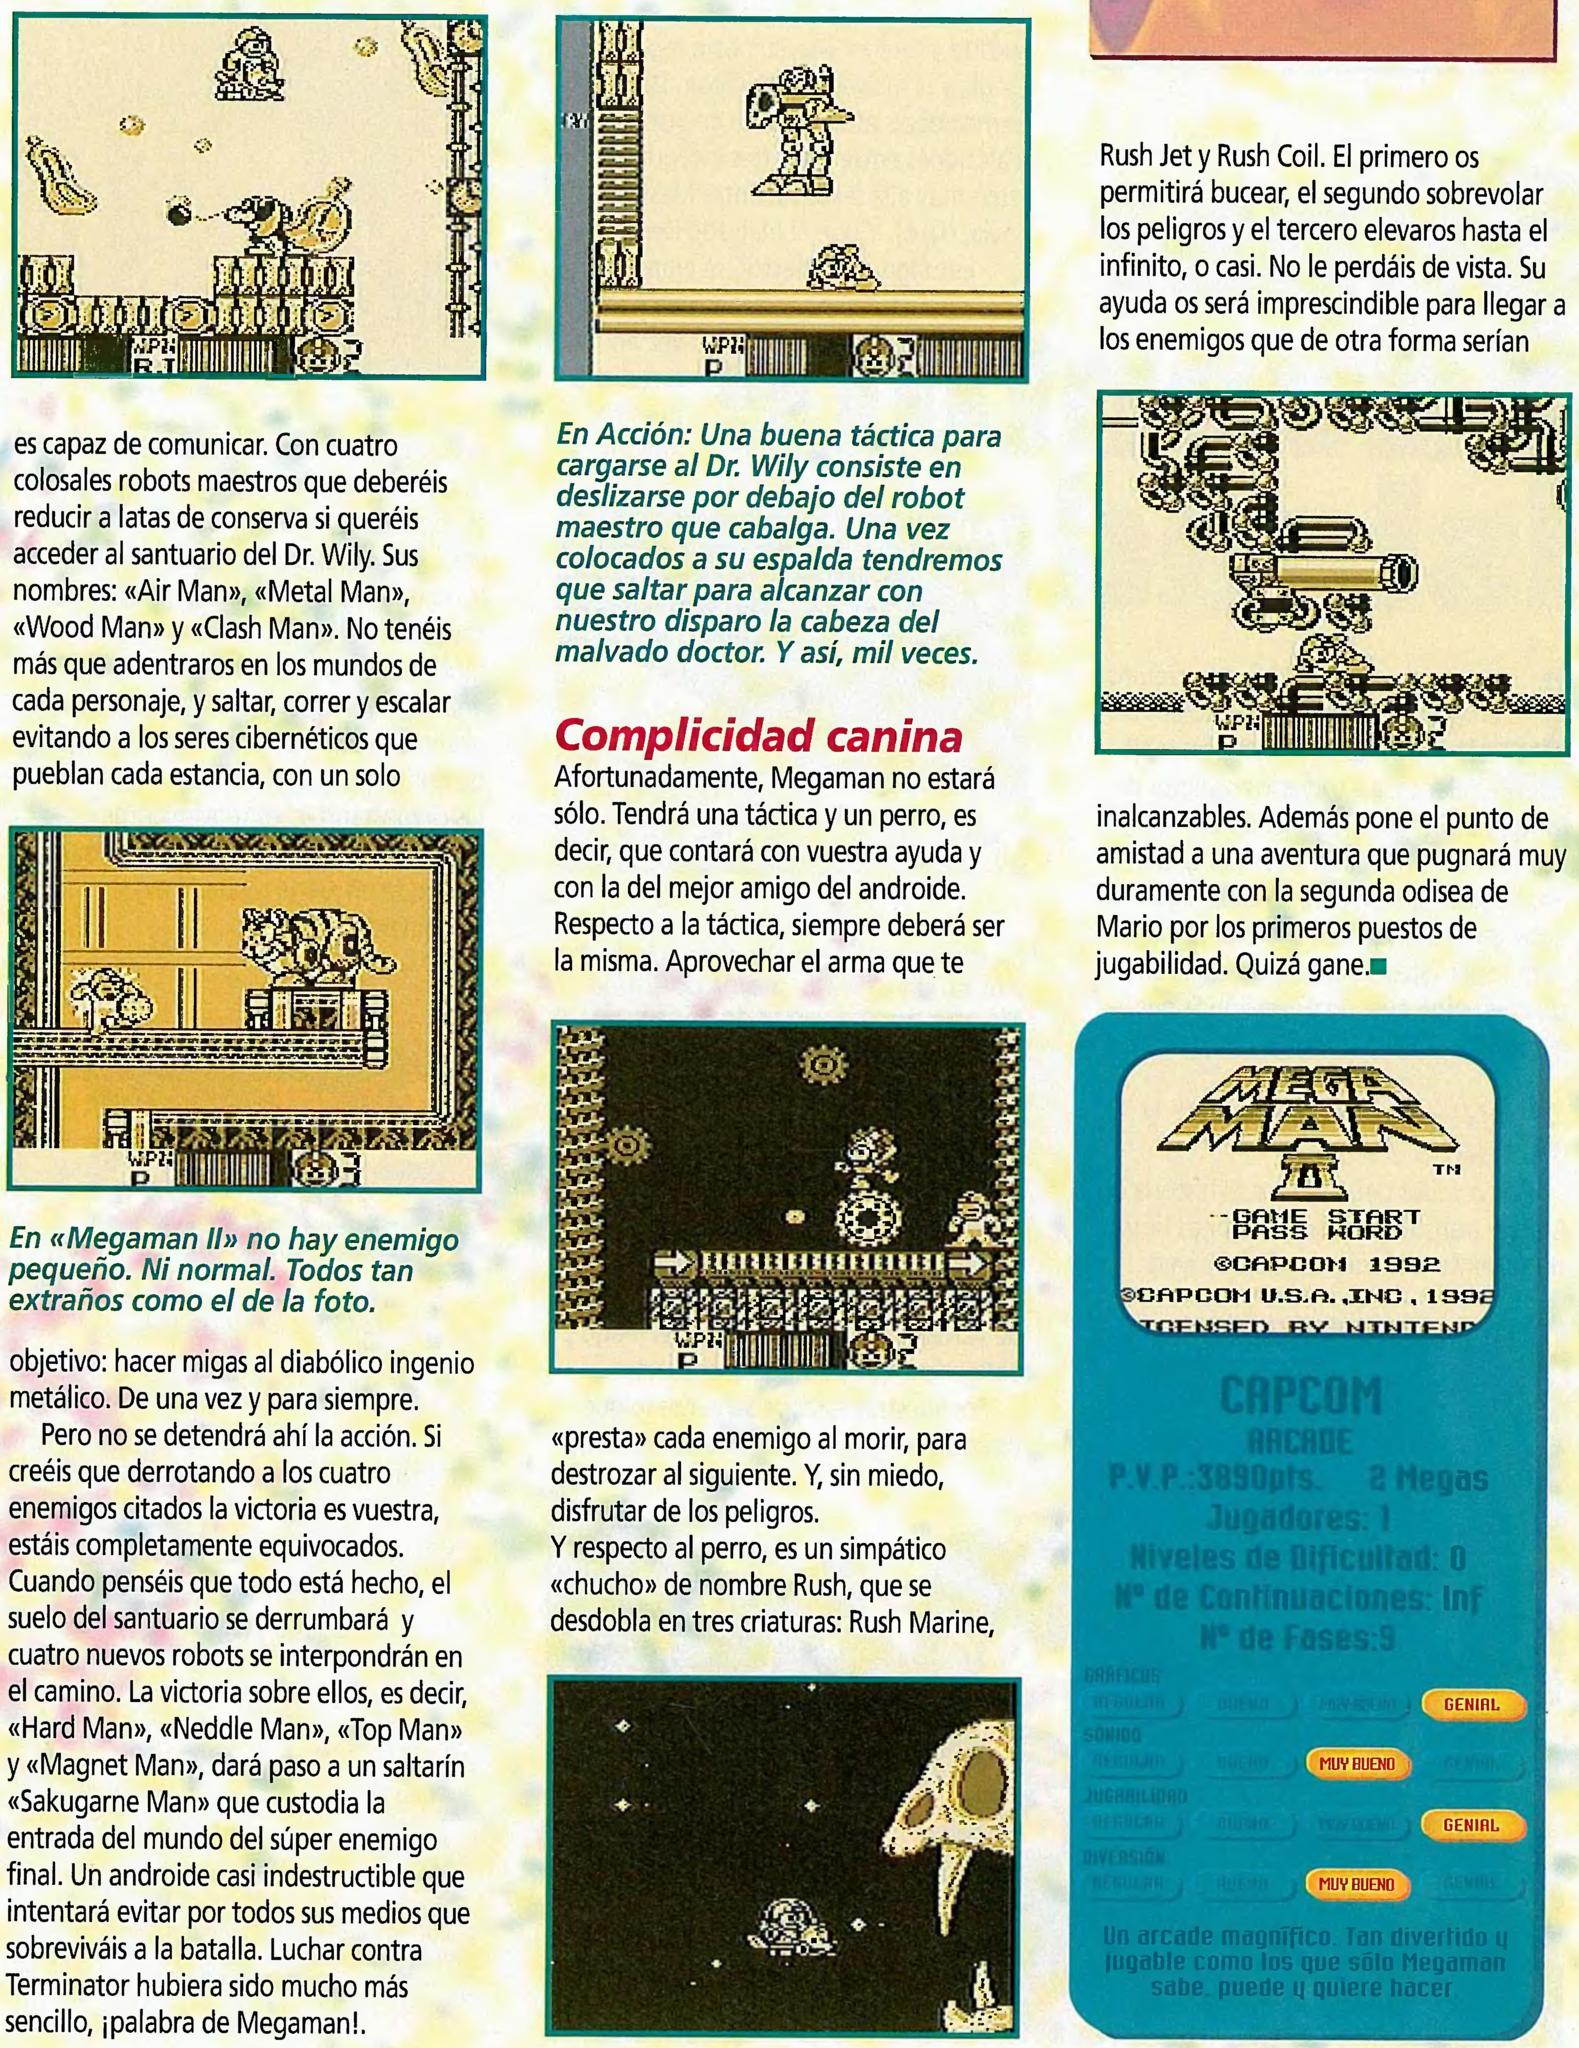 es capaz de comunicar. Con cuatro
colosales robots maestros que deberéis
reducir a latas de conserva si queréis
acceder al santuario del Dr. Wily. Sus
nombres: «Air Man», «Metal Man»,
«Wood Man» y «Clash Man». No tenéis
más que adentraros en los mundos de
cada personaje, y saltar, correr y escalar
evitando a los seres cibernéticos que
pueblan cada estancia, con un solo
WPN
P
En «Megaman II» no hay enemigo
pequeño. Ni normal. Todos tan
extraños como el de la foto.
objetivo: hacer migas al diabólico ingenio
metálico. De una vez y para siempre.
Pero no se detendrá ahí la acción. Si
creéis que derrotando a los cuatro
enemigos citados la victoria es vuestra,
estáis completamente equivocados.
Cuando penséis que todo está hecho, el
suelo del santuario se derrumbará y
cuatro nuevos robots se interpondrán en
el camino. La victoria sobre ellos, es decir,
«Hard Man», «Neddle Man», «Top Man»
y «Magnet Man», dará paso a un saltarín
«Sakugarne Man» que custodia la
entrada del mundo del súper enemigo
final. Un androide casi indestructible que
intentará evitar por todos sus medios que
sobreviváis a la batalla. Luchar contra
Terminator hubiera sido mucho más
sencillo, ¡palabra de Megaman!.
WPN
P
En Acción: Una buena táctica para
cargarse al Dr. Wily consiste en
deslizarse por debajo del robot
maestro que cabalga. Una vez
colocados a su espalda tendremos
que saltar para alcanzar con
nuestro disparo la cabeza del
malvado doctor. Y así, mil veces.
Complicidad canina
Afortunadamente, Megaman no estará
sólo. Tendrá una táctica y un perro, es
decir, que contará con vuestra ayuda y
con la del mejor amigo del androide.
Respecto a la táctica, siempre deberá ser
la misma. Aprovechar el arma que te
WPN
P
«presta» cada enemigo al morir, para
destrozar al siguiente. Y, sin miedo,
disfrutar de los peligros.
Y respecto al perro, es un simpático
«chucho» de nombre Rush, que se
desdobla en tres criaturas: Rush Marine,
Rush Jet y Rush Coil. El primero os
permitirá bucear, el segundo sobrevolar
los peligros y el tercero elevaros hasta el
infinito, o casi. No le perdáis de vista. Su
ayuda os será imprescindible para llegar a
los enemigos que de otra forma serían
WPN
P
inalcanzables. Además pone el punto de
amistad a una aventura que pugnará muy
duramente con la segunda odisea de
Mario por los primeros puestos de
jugabilidad. Quizá gane.
MEGA
MAN
II
TM
GAME START
PASS WORD
©CAPCOM 1992
©CAPCOM U.S.A.,INC, 1992
ICENSED BY NINTEND
CAPCOM
ARCADE
P.V.P.:3890pts. 2 Megas
Jugadores: 1
Niveles de Dificultad: 0
Nº de Continuaciones: Inf
Nº de Fases:9
GRÁFICOS
REGULAR BUENO MUY BUENO GENIAL
SONIDO
REGULAR BUENO MUY BUENO GENIAL
JUGABILIDAD
REGULAR BUENO MUY BUENO GENIAL
DIVERSIÓN
REGULAR BUENO MUY BUENO GENIAL
Un arcade magnífico. Tan divertido y
jugable como los que sólo Megaman
sabe, puede y quiere hacer